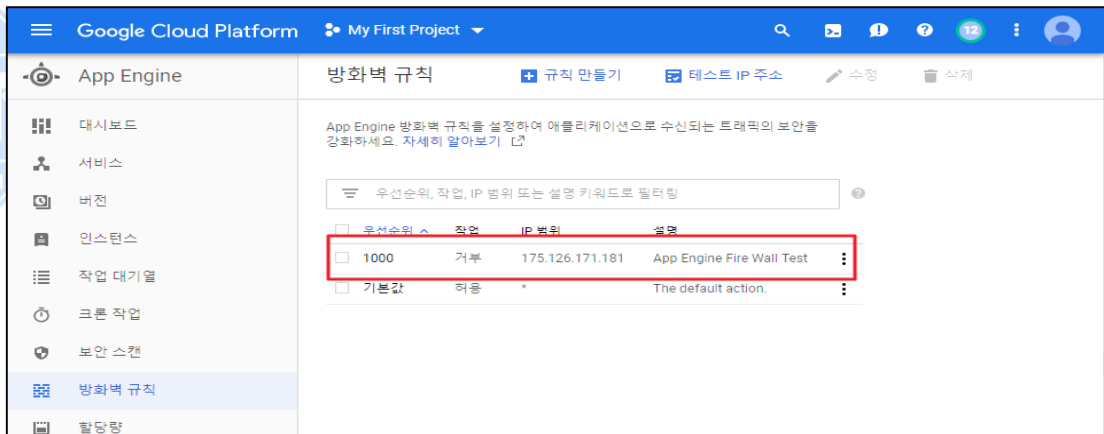 Google Cloud Platform
My First Project
12
App Engine
방화벽 규칙
규칙 만들기
테스트 IP 주소
수정
삭제
대시보드
서비스
버전
인스턴스
작업 대기열
크론 작업
보안 스캔
방화벽 규칙
할당량
App Engine 방화벽 규칙을 설정하여 애플리케이션으로 수신되는 트래픽의 보안을
강화하세요. 자세히 알아보기
우선순위, 작업, IP 범위 또는 설명 키워드로 필터링
우선순위 작업 IP 범위 설명
1000 거부 175.126.171.181 App Engine Fire Wall Test
기본값 허용 * The default action.